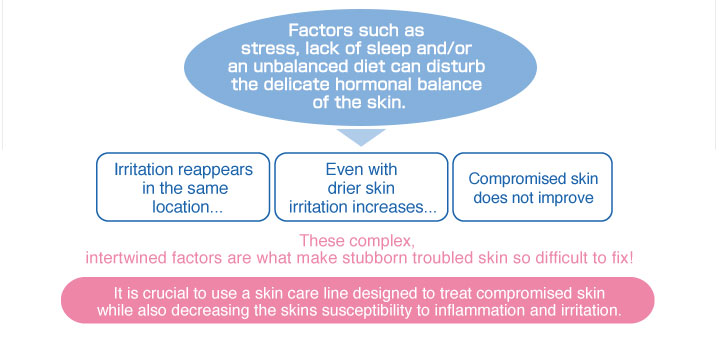 Factors such as
stress, lack of sleep and/or
an unbalanced diet can disturb
the delicate hormonal balance
of the skin.
Irritation reappears
in the same
location...
Even with
drier skin
irritation increases...
Compromised skin
does not improve
These complex,
intertwined factors are what make stubborn troubled skin so difficult to fix!
It is crucial to use a skin care line designed to treat compromised skin
while also decreasing the skins susceptibility to inflammation and irritation.